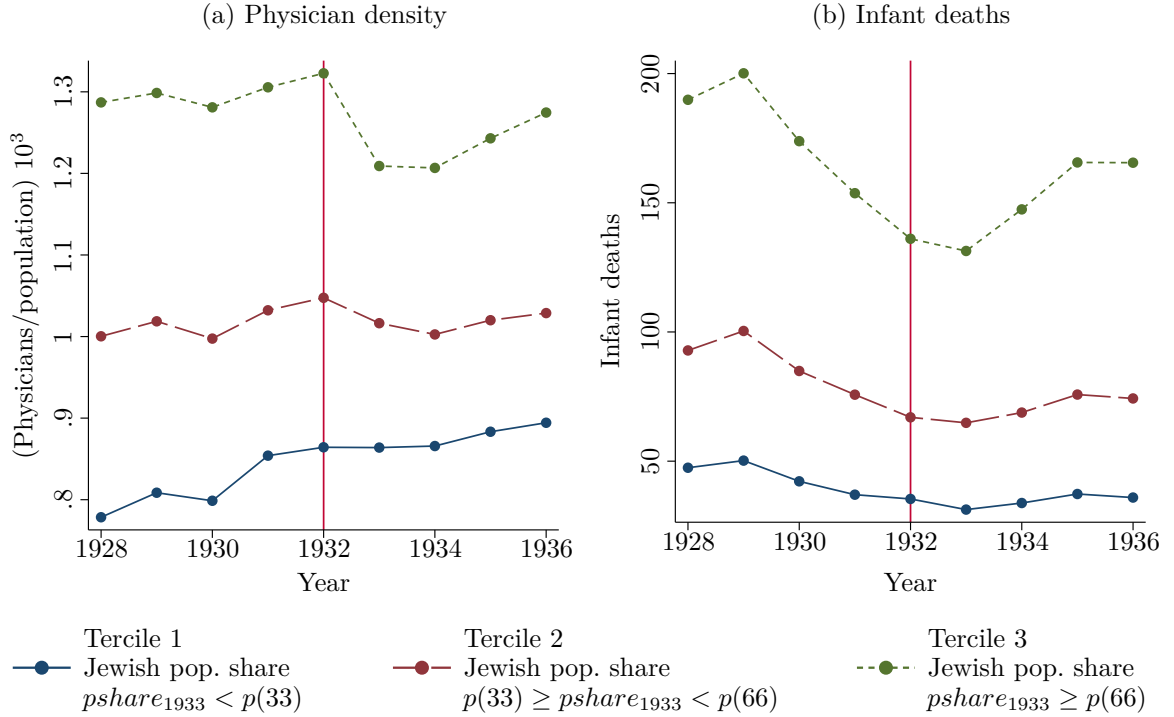 (a) Physician density
(Physicians/population) 10³
1.3
1.2
1.1
1
.9
.8
1928
1930
1932
1934
1936
Year
(b) Infant deaths
Infant deaths
200
150
100
50
1928
1930
1932
1934
1936
Year
Tercile 1
Jewish pop. share
pshare₁₉₃₃ < p(33)
Tercile 2
Jewish pop. share
p(33) ≥ pshare₁₉₃₃ < p(66)
Tercile 3
Jewish pop. share
pshare₁₉₃₃ ≥ p(66)